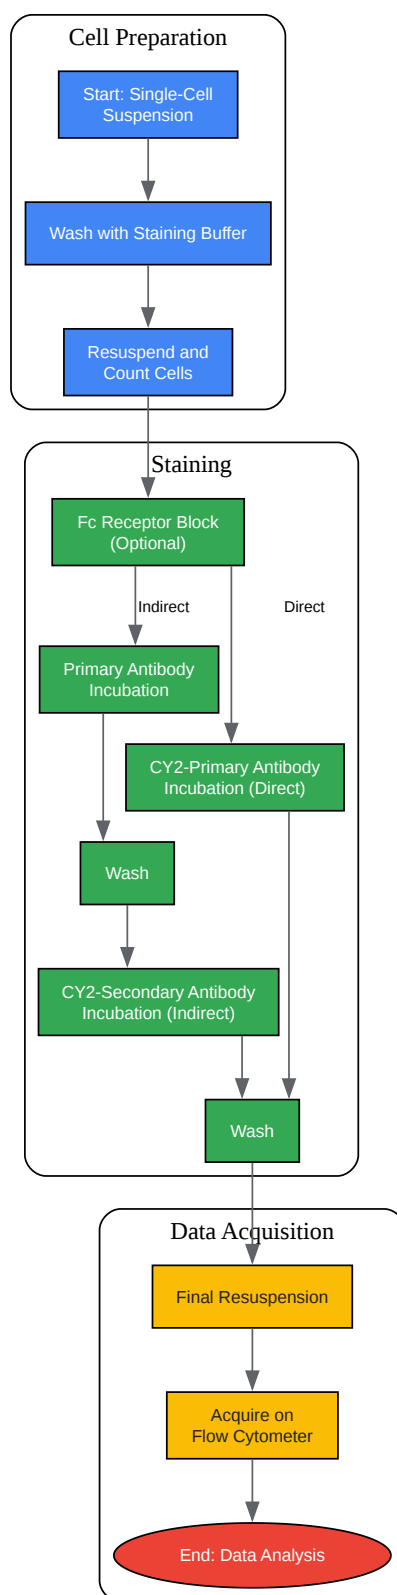 Cell Preparation
Start: Single-Cell
Suspension
Wash with Staining Buffer
Resuspend and
Count Cells
Staining
Fc Receptor Block
(Optional)
Indirect
Direct
Primary Antibody
Incubation
CY2-Primary Antibody
Incubation (Direct)
Wash
CY2-Secondary Antibody
Incubation (Indirect)
Wash
Data Acquisition
Final Resuspension
Acquire on
Flow Cytometer
End: Data Analysis